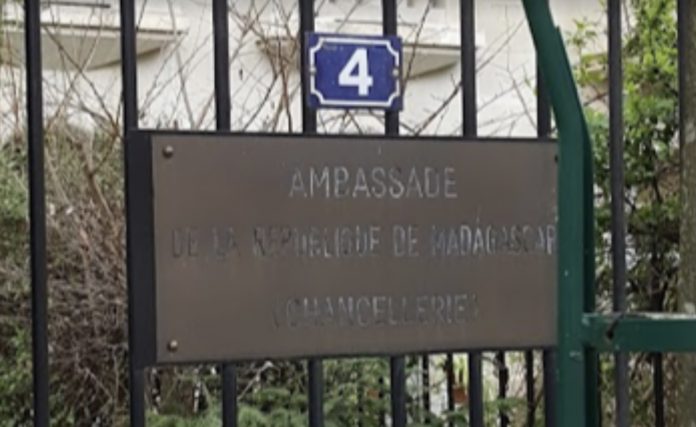 4
AMBASSADE
DE LA REPUBLIQUE DE MADAGASCAR
(CHANCELLERIE)